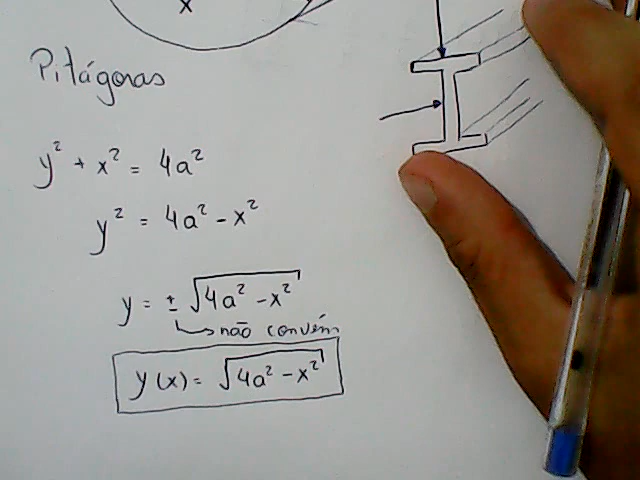 x
Pitágoras
y² + x² = 4a²
y² = 4a² - x²
y = ± √4a² - x²
não convém
y(x) = √4a² - x²